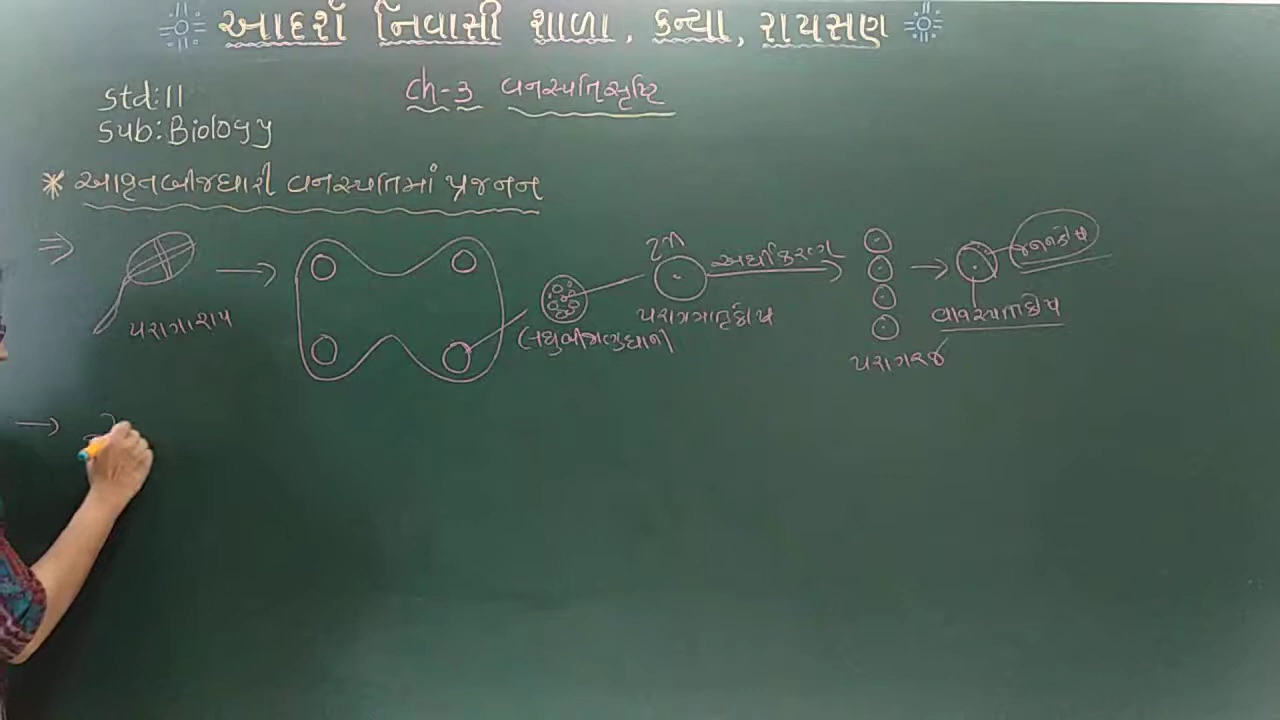 આદર્શ નિવાસી શાળા, કન્યા, રાયસણ
ch-3 વનસ્પતિસૃષ્ટિ
std:11
sub:Biology
* આવૃતબીજધારી વનસ્પતિમાં પ્રજનન
⇒ પરાગાશય
(લઘુબીજાણુધાની)
2n
પરાગમાતૃકોષ
અર્ધીકરણ
પરાગરજ
જનનકોષ
વાનસ્પતિકોષ